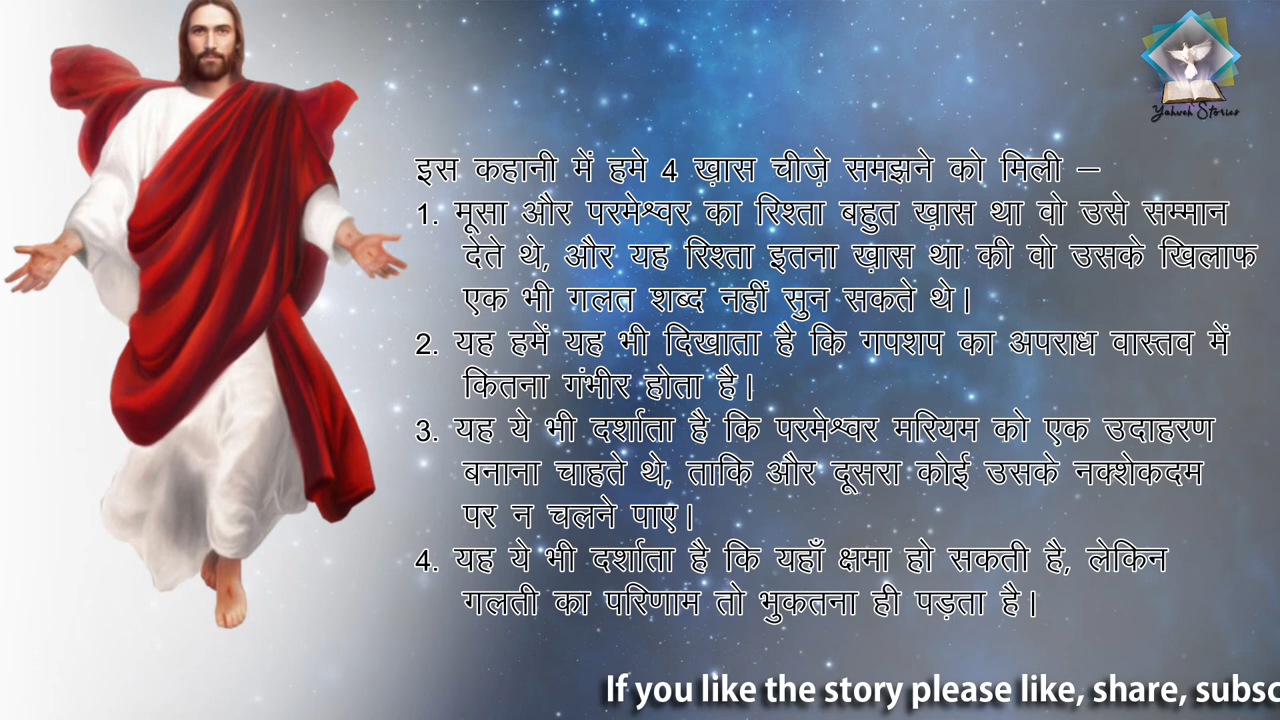 Yahweh Stories
इस कहानी में हमे 4 ख़ास चीज़े समझने को मिली –
1. मूसा और परमेश्वर का रिश्ता बहुत ख़ास था वो उसे सम्मान
देते थे, और यह रिश्ता इतना ख़ास था की वो उसके खिलाफ
एक भी गलत शब्द नहीं सुन सकते थे।
2. यह हमें यह भी दिखाता है कि गपशप का अपराध वास्तव में
कितना गंभीर होता है।
3. यह ये भी दर्शाता है कि परमेश्वर मरियम को एक उदाहरण
बनाना चाहते थे, ताकि और दूसरा कोई उसके नक्शेकदम
पर न चलने पाए।
4. यह ये भी दर्शाता है कि यहाँ क्षमा हो सकती है, लेकिन
गलती का परिणाम तो भुकतना ही पड़ता है।
If you like the story please like, share, subsc